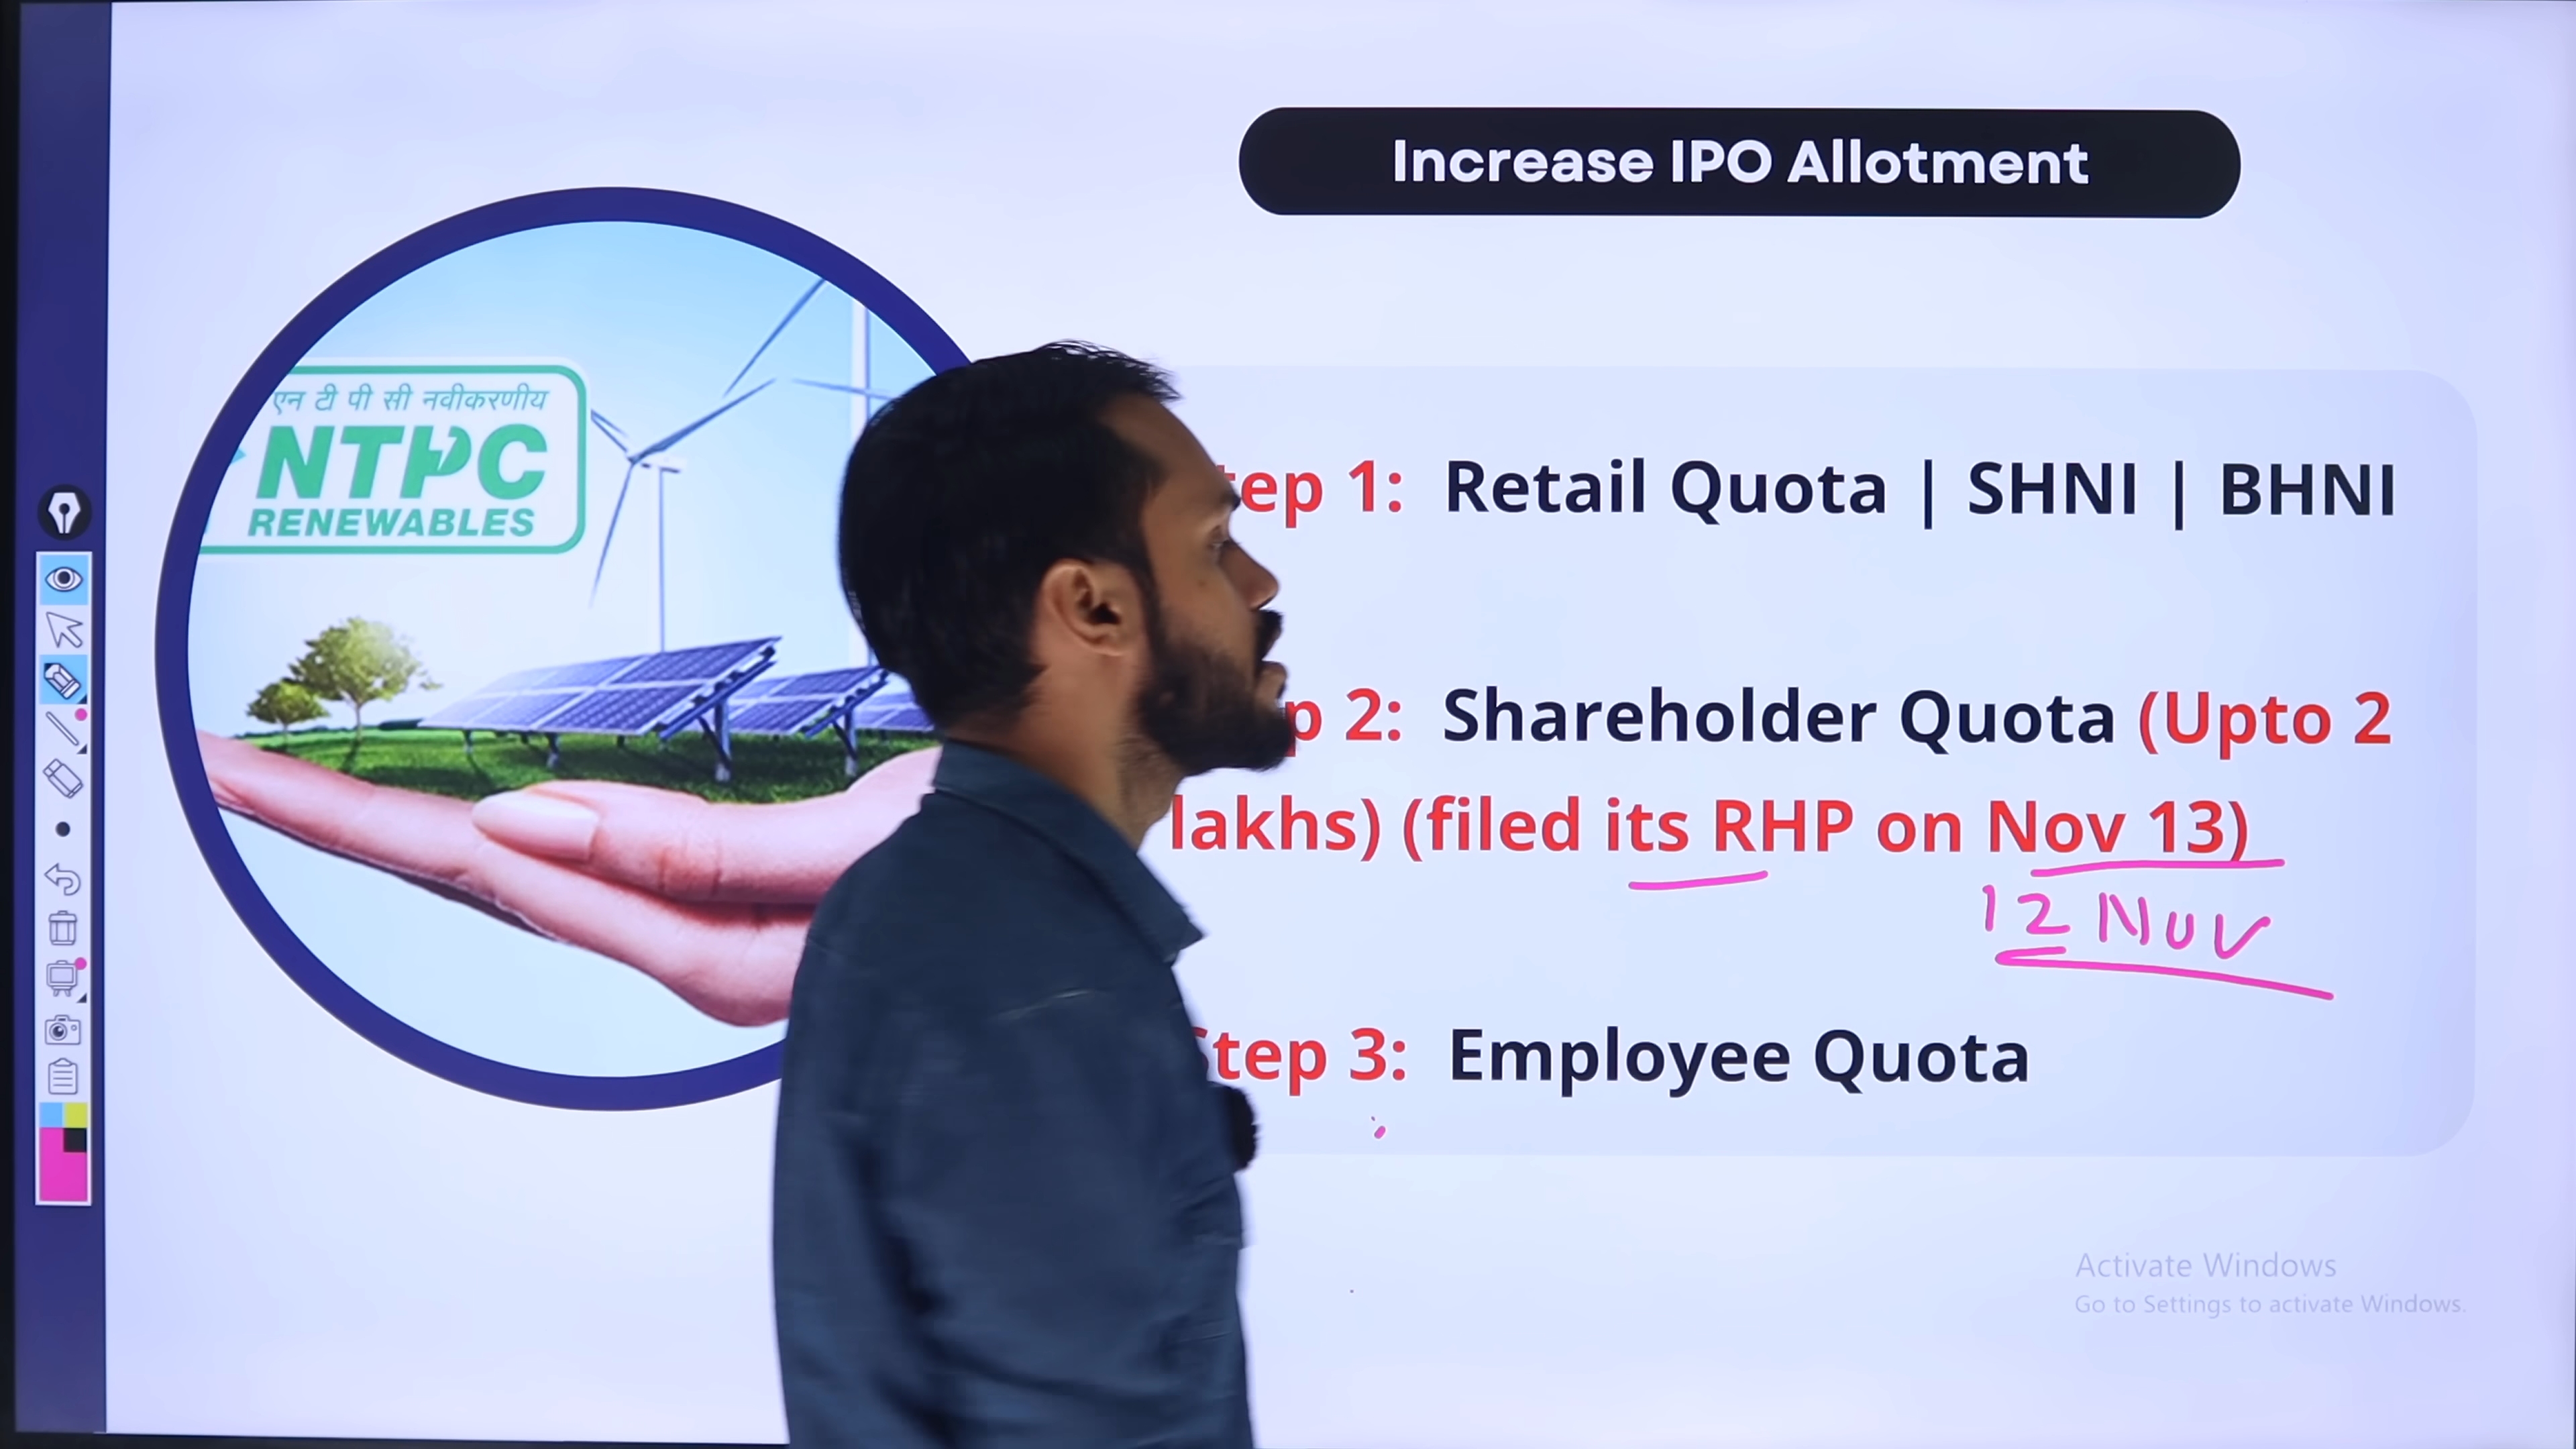 Increase IPO Allotment
एन टी पी सी नवीकरणीय
NTPC
RENEWABLES
tep 1: Retail Quota | SHNI | BHNI
p 2: Shareholder Quota (Upto 2
lakhs) (filed its RHP on Nov 13)
12 Nov
Step 3: Employee Quota
Activate Windows
Go to Settings to activate Windows.